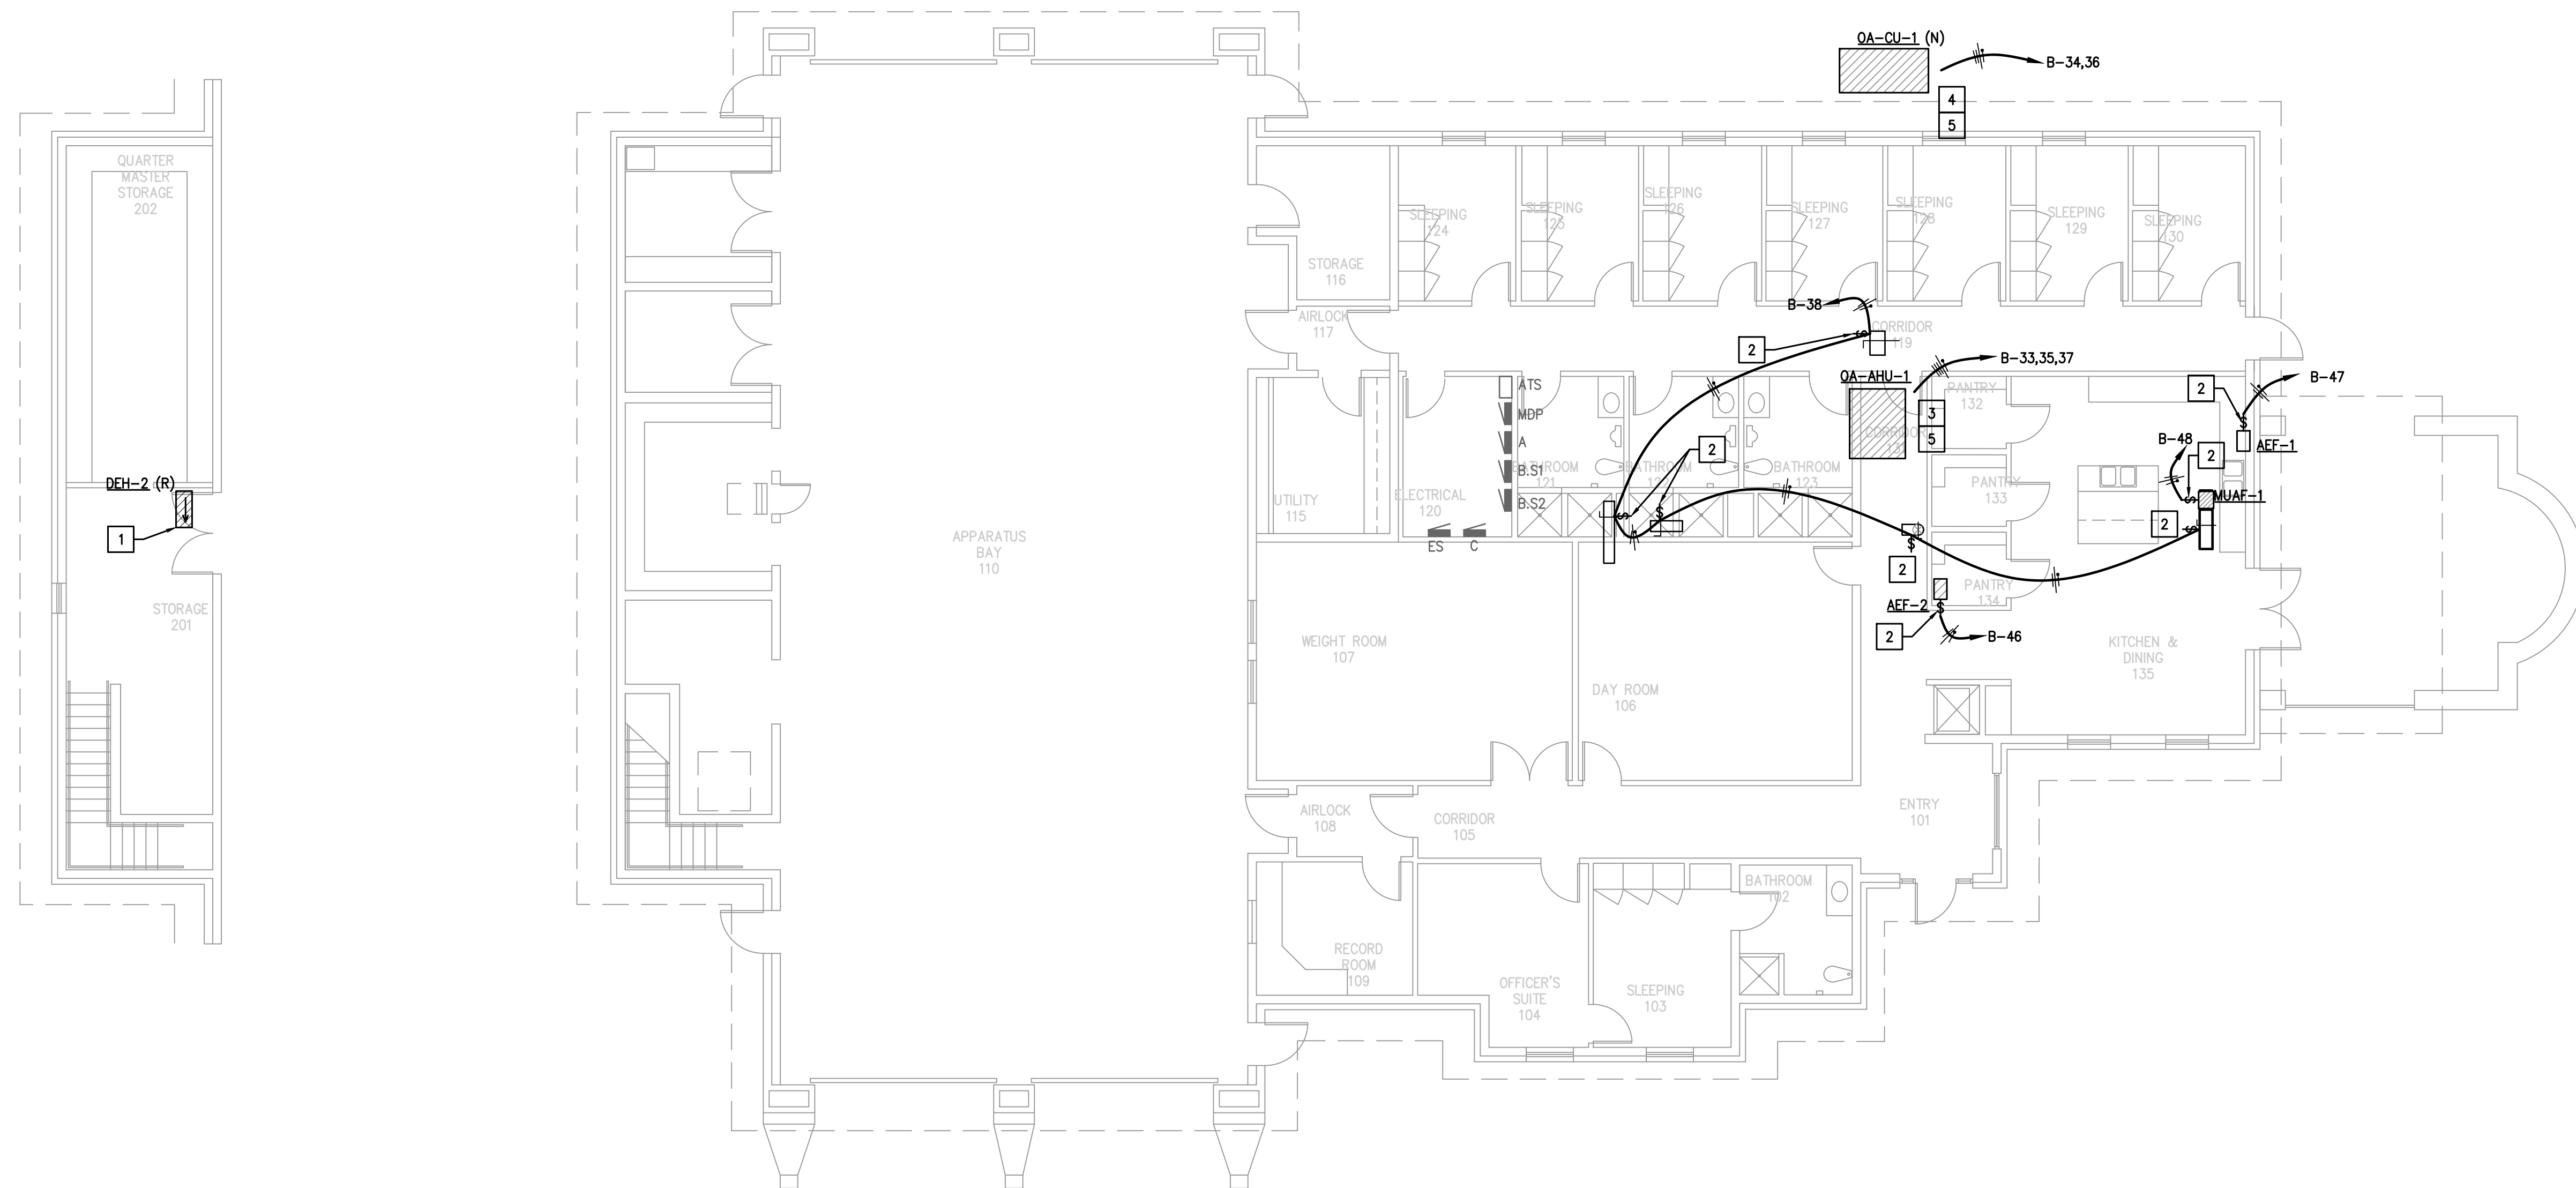 OA-CU-1 (N)
B-34,36
4
5
QUARTER
MASTER
STORAGE
202
DEH-2 (R)
1
STORAGE
201
APPARATUS
BAY
110
STORAGE
116
AIRLOCK
117
SLEEPING
124
SLEEPING
125
SLEEPING
126
SLEEPING
127
SLEEPING
128
SLEEPING
129
SLEEPING
130
B-38
2
CORRIDOR
119
B-33,35,37
OA-AHU-1
3
5
CORRIDOR
PANTRY
132
PANTRY
133
PANTRY
134
2
B-47
AEF-1
B-48
2
MUAF-1
2
ATS
MDP
A
B.S1
B.S2
ES
C
UTILITY
115
ELECTRICAL
120
BATHROOM
121
BATHROOM
BATHROOM
123
2
2
AEF-2
2
B-46
WEIGHT ROOM
107
DAY ROOM
106
KITCHEN &
DINING
135
AIRLOCK
108
CORRIDOR
105
ENTRY
101
RECORD
ROOM
109
OFFICER'S
SUITE
104
SLEEPING
103
BATHROOM
102